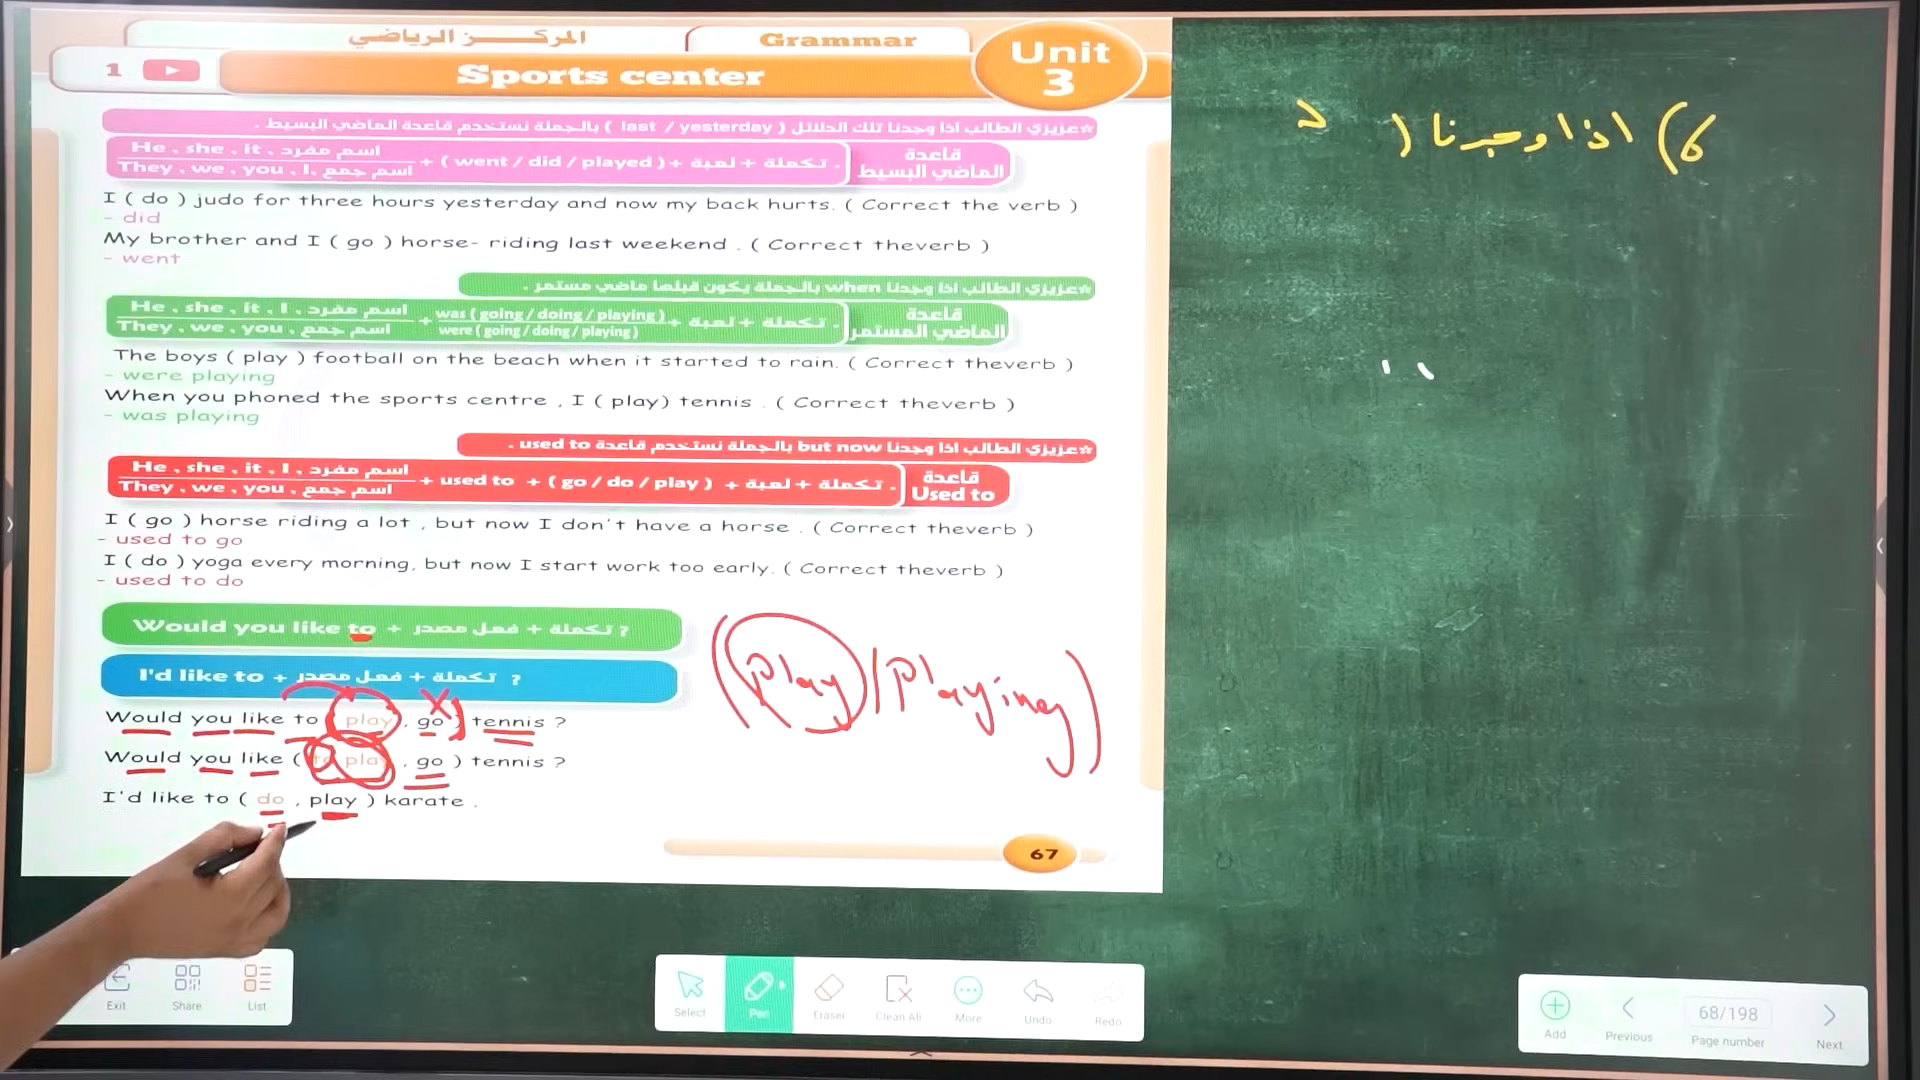 المركز الرياضي
Grammar
Unit 3
1
Sports center
☆عزيزي الطالب اذا وجدنا تلك الدلائل ( last / yesterday ) بالجملة نستخدم قاعدة الماضي البسيط .
قاعدة الماضي البسيط
He , she , it , اسم مفرد
They , we , you , I , اسم جمع
+ ( went / did / played ) + لعبة + تكملة .
I ( do ) judo for three hours yesterday and now my back hurts. ( Correct the verb )
- did
My brother and I ( go ) horse- riding last weekend . ( Correct theverb )
- went
☆عزيزي الطالب اذا وجدنا when بالجملة يكون قبلها ماضي مستمر .
قاعدة الماضي المستمر
He , she , it , I , اسم مفرد
They , we , you , اسم جمع
+ was ( going / doing / playing )
were ( going / doing / playing )
+ لعبة + تكملة .
The boys ( play ) football on the beach when it started to rain. ( Correct theverb )
- were playing
When you phoned the sports centre , I ( play) tennis . ( Correct theverb )
- was playing
☆عزيزي الطالب اذا وجدنا but now بالجملة نستخدم قاعدة used to .
قاعدة Used to
He , she , it , I , اسم مفرد
They , we , you , اسم جمع
+ used to + ( go / do / play ) + لعبة + تكملة .
I ( go ) horse riding a lot , but now I don't have a horse . ( Correct theverb )
- used to go
I ( do ) yoga every morning, but now I start work too early. ( Correct theverb )
- used to do
Would you like to + فعل مصدر + تكملة ?
I'd like to + فعل مصدر + تكملة ?
Would you like to ( play , go ) tennis ?
Would you like ( to play , go ) tennis ?
I'd like to ( do , play ) karate .
(play / playing)
67
6) اذا وجدنا (
Exit
Share
List
Select
Pen
Eraser
Clean All
More
Undo
Redo
Add
Previous
68/198
Page number
Next